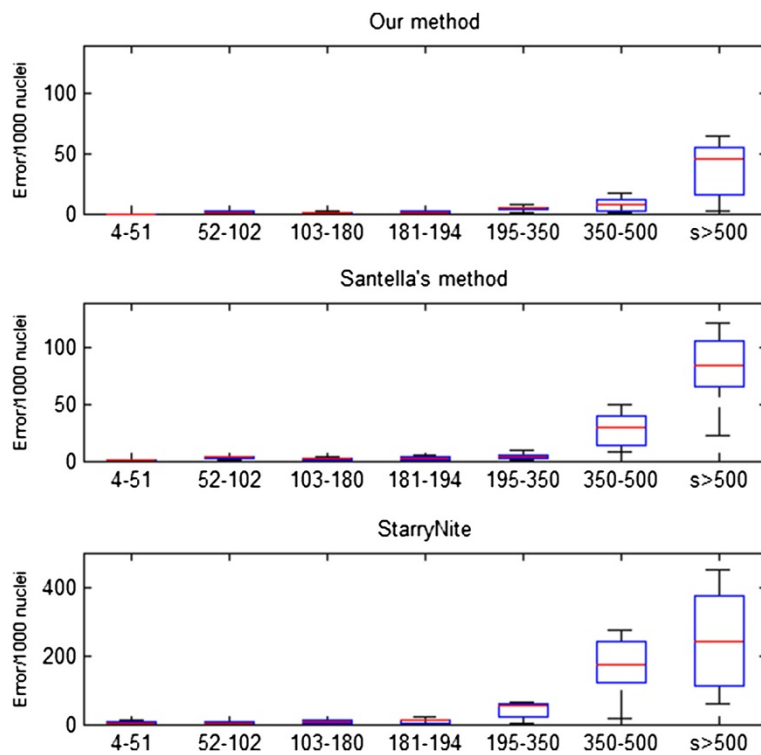 Our method
Error/1000 nuclei
100
50
0
4-51 52-102 103-180 181-194 195-350 350-500 s>500
Santella's method
Error/1000 nuclei
100
50
0
4-51 52-102 103-180 181-194 195-350 350-500 s>500
StarryNite
Error/1000 nuclei
400
200
0
4-51 52-102 103-180 181-194 195-350 350-500 s>500